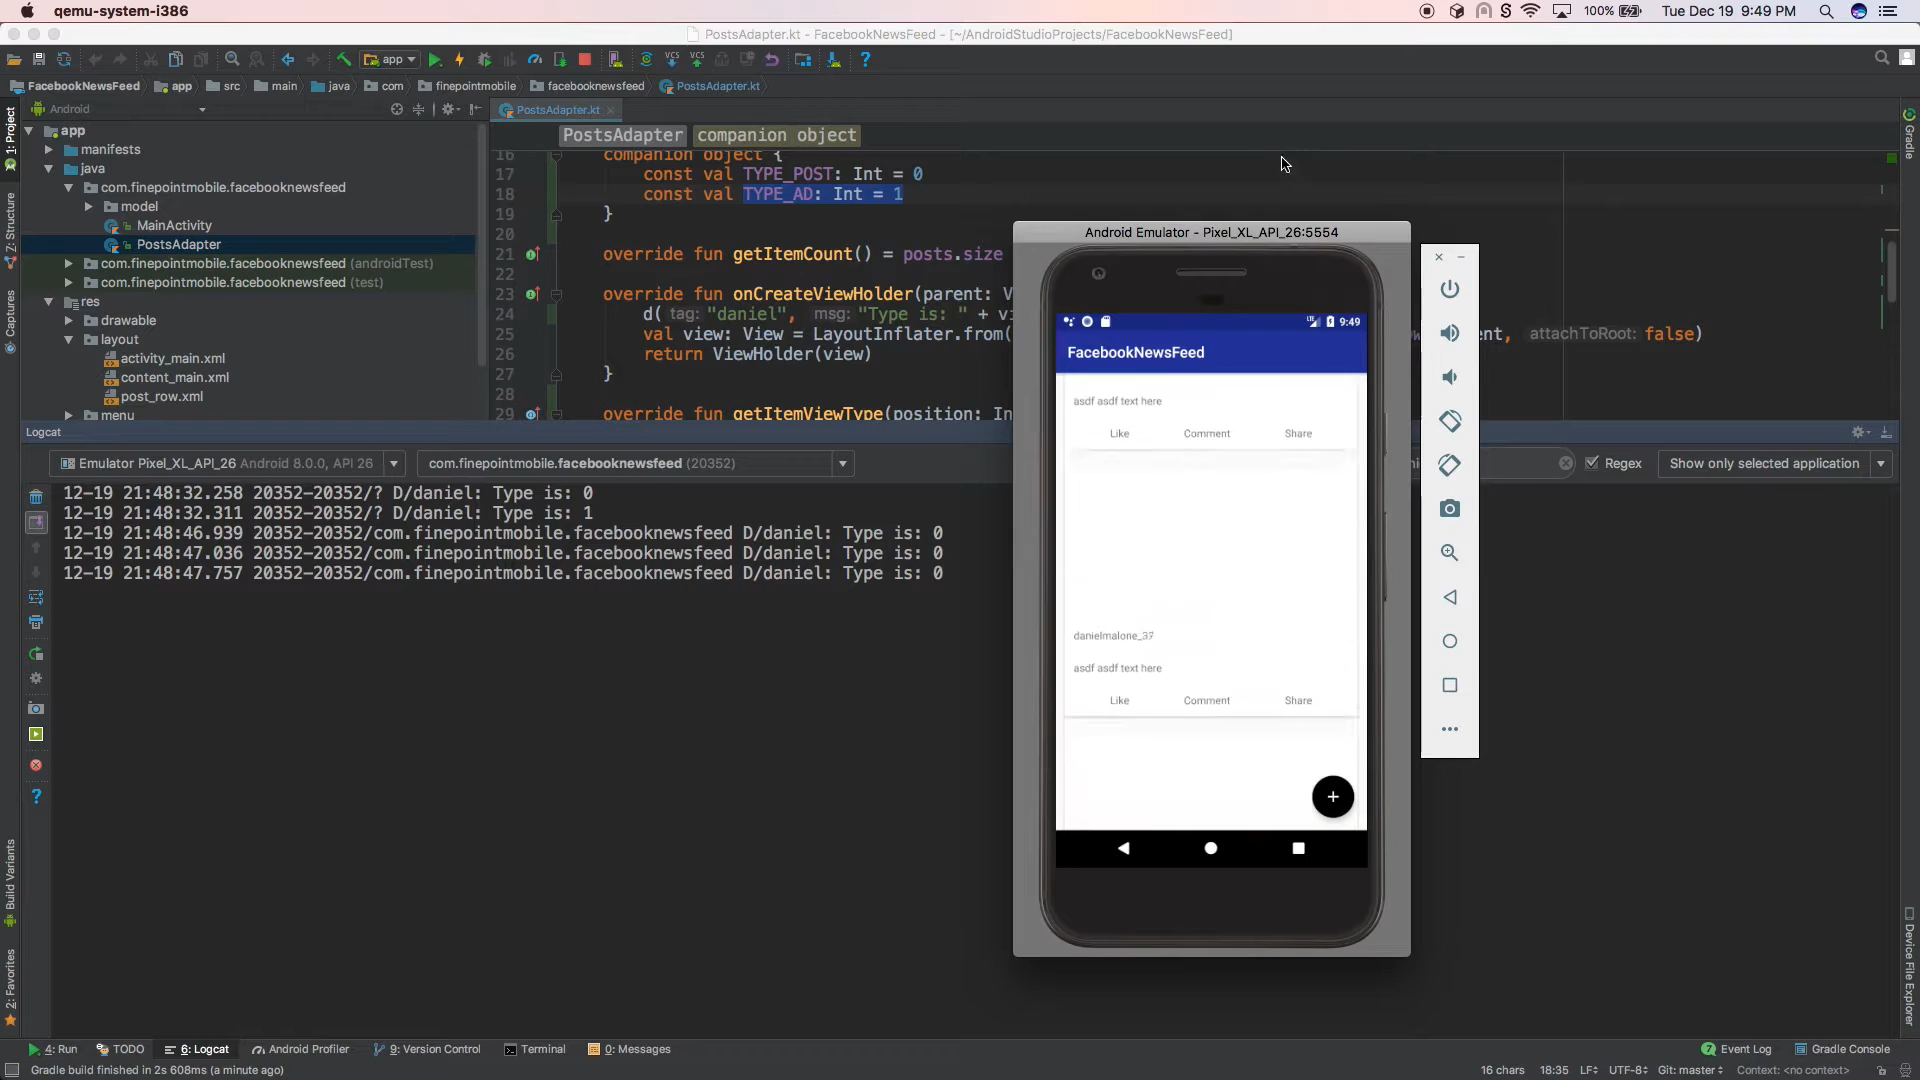 qemu-system-i386
100%
Tue Dec 19 9:49 PM
PostsAdapter.kt - FacebookNewsFeed - [~/AndroidStudioProjects/FacebookNewsFeed]
app
FacebookNewsFeed
app
src
main
java
com
finepointmobile
facebooknewsfeed
PostsAdapter.kt
1: Project
Z: Structure
Captures
Build Variants
2: Favorites
Android
app
manifests
java
com.finepointmobile.facebooknewsfeed
model
MainActivity
PostsAdapter
com.finepointmobile.facebooknewsfeed (androidTest)
com.finepointmobile.facebooknewsfeed (test)
res
drawable
layout
activity_main.xml
content_main.xml
post_row.xml
menu
PostsAdapter.kt
PostsAdapter companion object
16 companion object {
17 const val TYPE_POST: Int = 0
18 const val TYPE_AD: Int = 1
19 }
20
21 override fun getItemCount() = posts.size
22
23 override fun onCreateViewHolder(parent: V
24 d( tag: "daniel", msg: "Type is: " + vi
25 val view: View = LayoutInflater.from( ent, attachToRoot: false)
26 return ViewHolder(view)
27 }
28
29 override fun getItemViewType(position: In
Gradle
Device File Explorer
Logcat
Emulator Pixel_XL_API_26 Android 8.0.0, API 26
com.finepointmobile.facebooknewsfeed (20352)
Regex
Show only selected application
12-19 21:48:32.258 20352-20352/? D/daniel: Type is: 0
12-19 21:48:32.311 20352-20352/? D/daniel: Type is: 1
12-19 21:48:46.939 20352-20352/com.finepointmobile.facebooknewsfeed D/daniel: Type is: 0
12-19 21:48:47.036 20352-20352/com.finepointmobile.facebooknewsfeed D/daniel: Type is: 0
12-19 21:48:47.757 20352-20352/com.finepointmobile.facebooknewsfeed D/daniel: Type is: 0
Android Emulator - Pixel_XL_API_26:5554
9:49
FacebookNewsFeed
asdf asdf text here
Like Comment Share
asdf asdf text here
Like Comment Share
4: Run
TODO
6: Logcat
Android Profiler
9: Version Control
Terminal
0: Messages
7 Event Log
Gradle Console
Gradle build finished in 2s 608ms (a minute ago)
16 chars
18:35
LF
UTF-8
Git: master
Context: <no context>